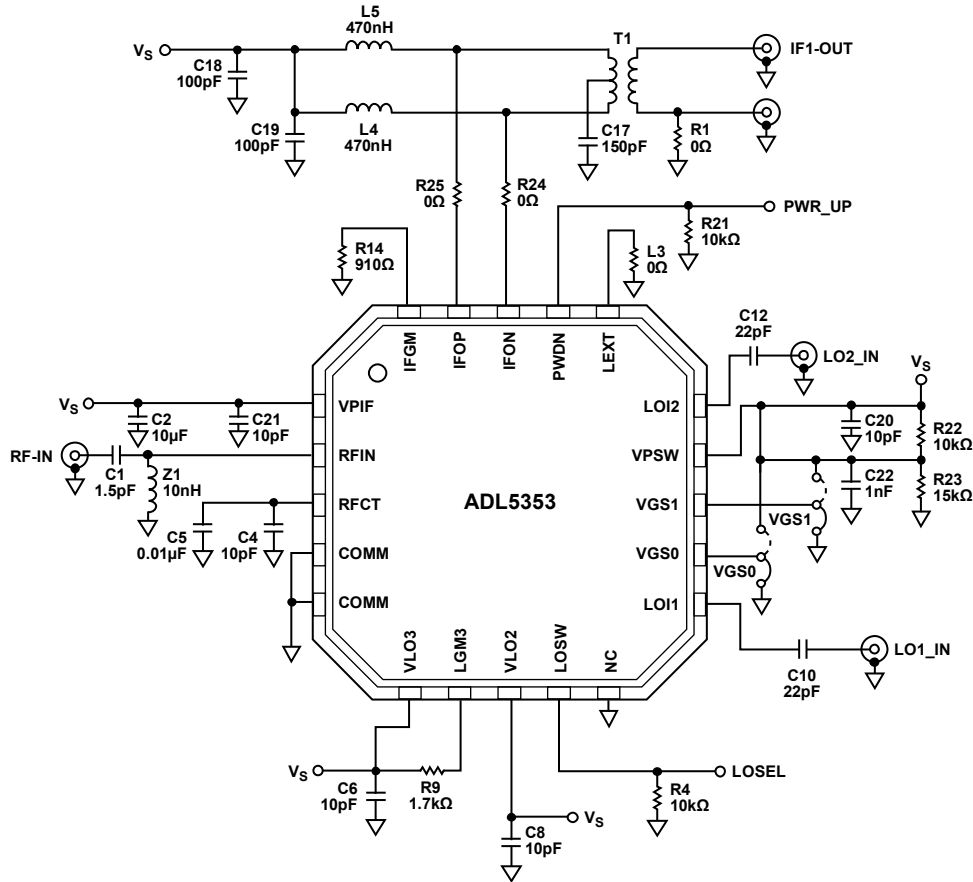 L5
470nH
T1
VS
IF1-OUT
C18
100pF
L4
470nH
C19
100pF
C17
150pF
R1
0Ω
R25
0Ω
R24
0Ω
PWR_UP
R21
10kΩ
R14
910Ω
L3
0Ω
C12
22pF
LO2_IN
IFGM
IFOP
IFON
PWDN
LEXT
VS
VS
C2
10µF
C21
10pF
VPIF
LOI2
C20
10pF
R22
10kΩ
RF-IN
C1
1.5pF
Z1
10nH
RFIN
VPSW
C22
1nF
R23
15kΩ
ADL5353
RFCT
VGS1
VGS1
C5
0.01µF
C4
10pF
COMM
VGS0
VGS0
COMM
LOI1
VLO3
LGM3
VLO2
LOSW
NC
LO1_IN
C10
22pF
VS
C6
10pF
R9
1.7kΩ
LOSEL
R4
10kΩ
VS
C8
10pF